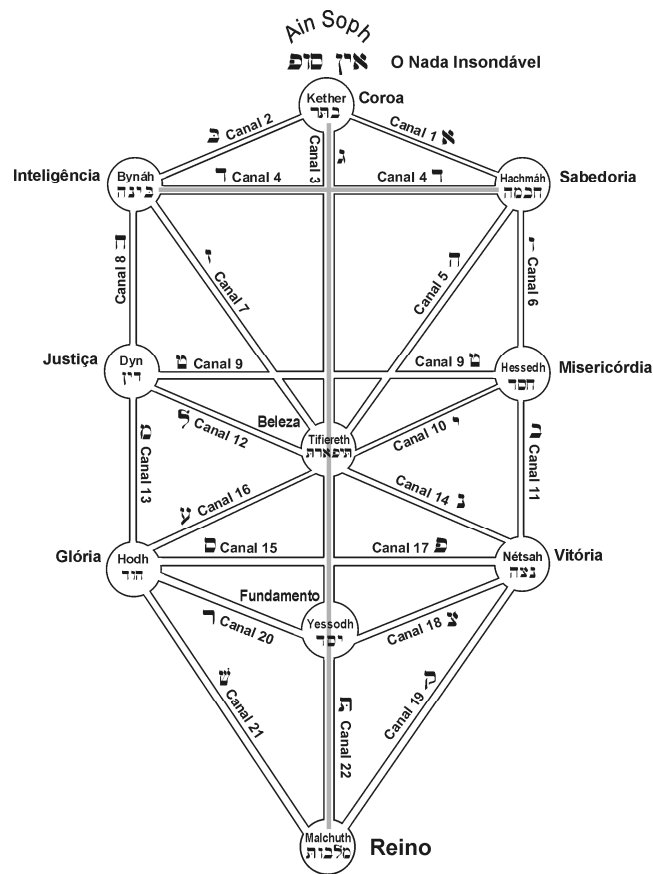 Ain Soph
אין סופ
O Nada Insondável
Kether
כתר
Coroa
Canal 2
ב
Canal 1
א
Canal 3
ג
Inteligência
Bynáh
בינה
ד
Canal 4
Canal 4
ד
Hachmáh
חכמה
Sabedoria
ח
Canal 8
ז
Canal 7
ה
Canal 5
ו
Canal 6
Justiça
Dyn
דין
ט
Canal 9
Canal 9
ט
Hessedh
חסד
Misericórdia
ל
Canal 12
Beleza
Tifiereth
תיפארת
Canal 10
י
מ
Canal 13
כ
Canal 11
ע
Canal 16
Canal 14
נ
Glória
Hodh
הוד
ס
Canal 15
Canal 17
פ
Nétsah
נצה
Vitória
Fundamento
Yessodh
יסד
ר
Canal 20
Canal 18
צ
ש
Canal 21
ת
Canal 22
ק
Canal 19
Malchuth
מלכות
Reino